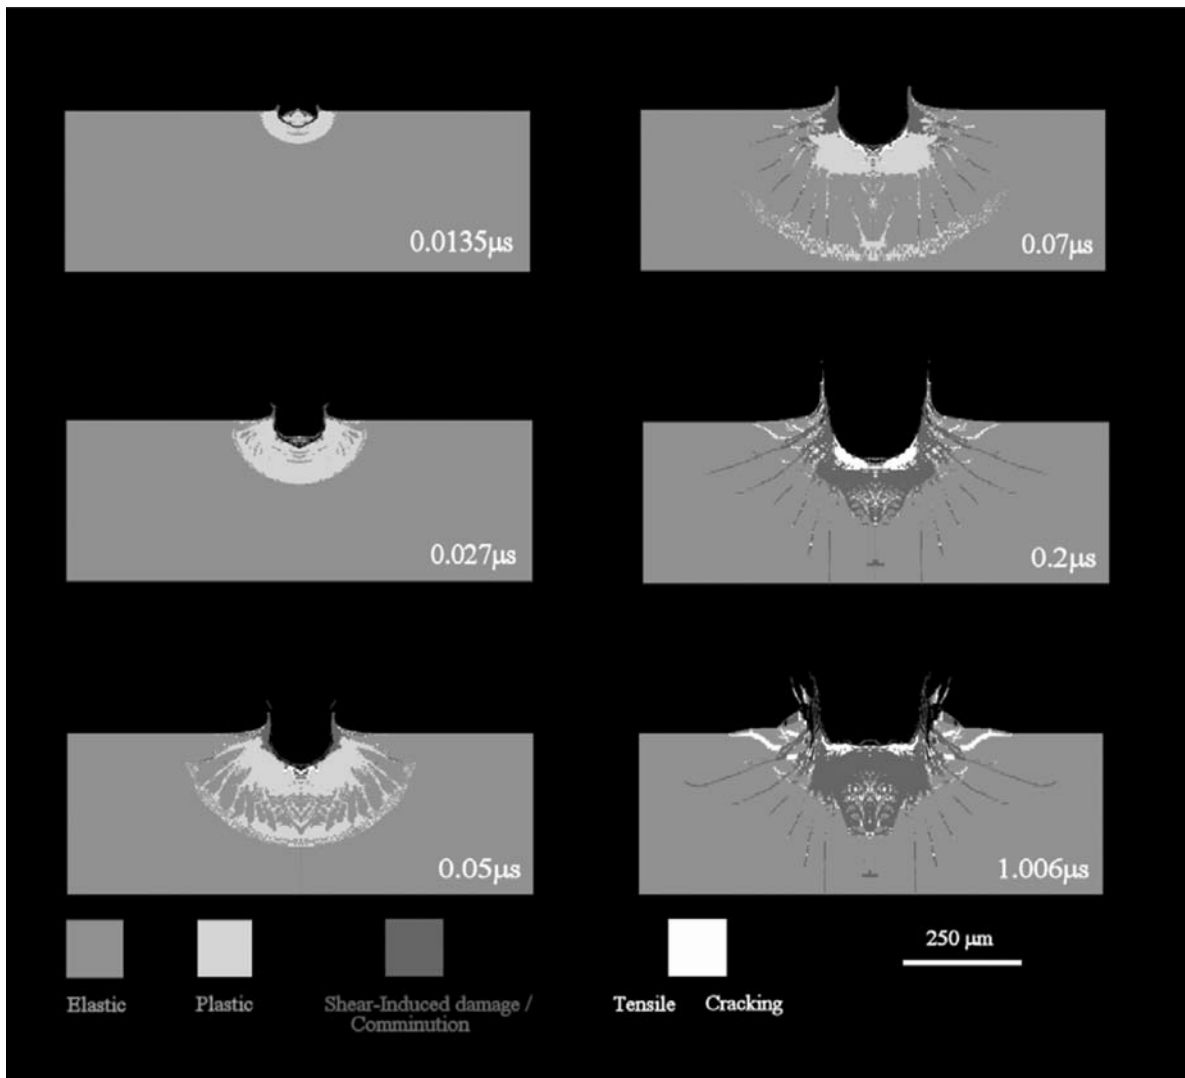 0.0135µs
0.07µs
0.027µs
0.2µs
0.05µs
1.006µs
250 µm
Elastic
Plastic
Shear-Induced damage /
Comminution
Tensile Cracking